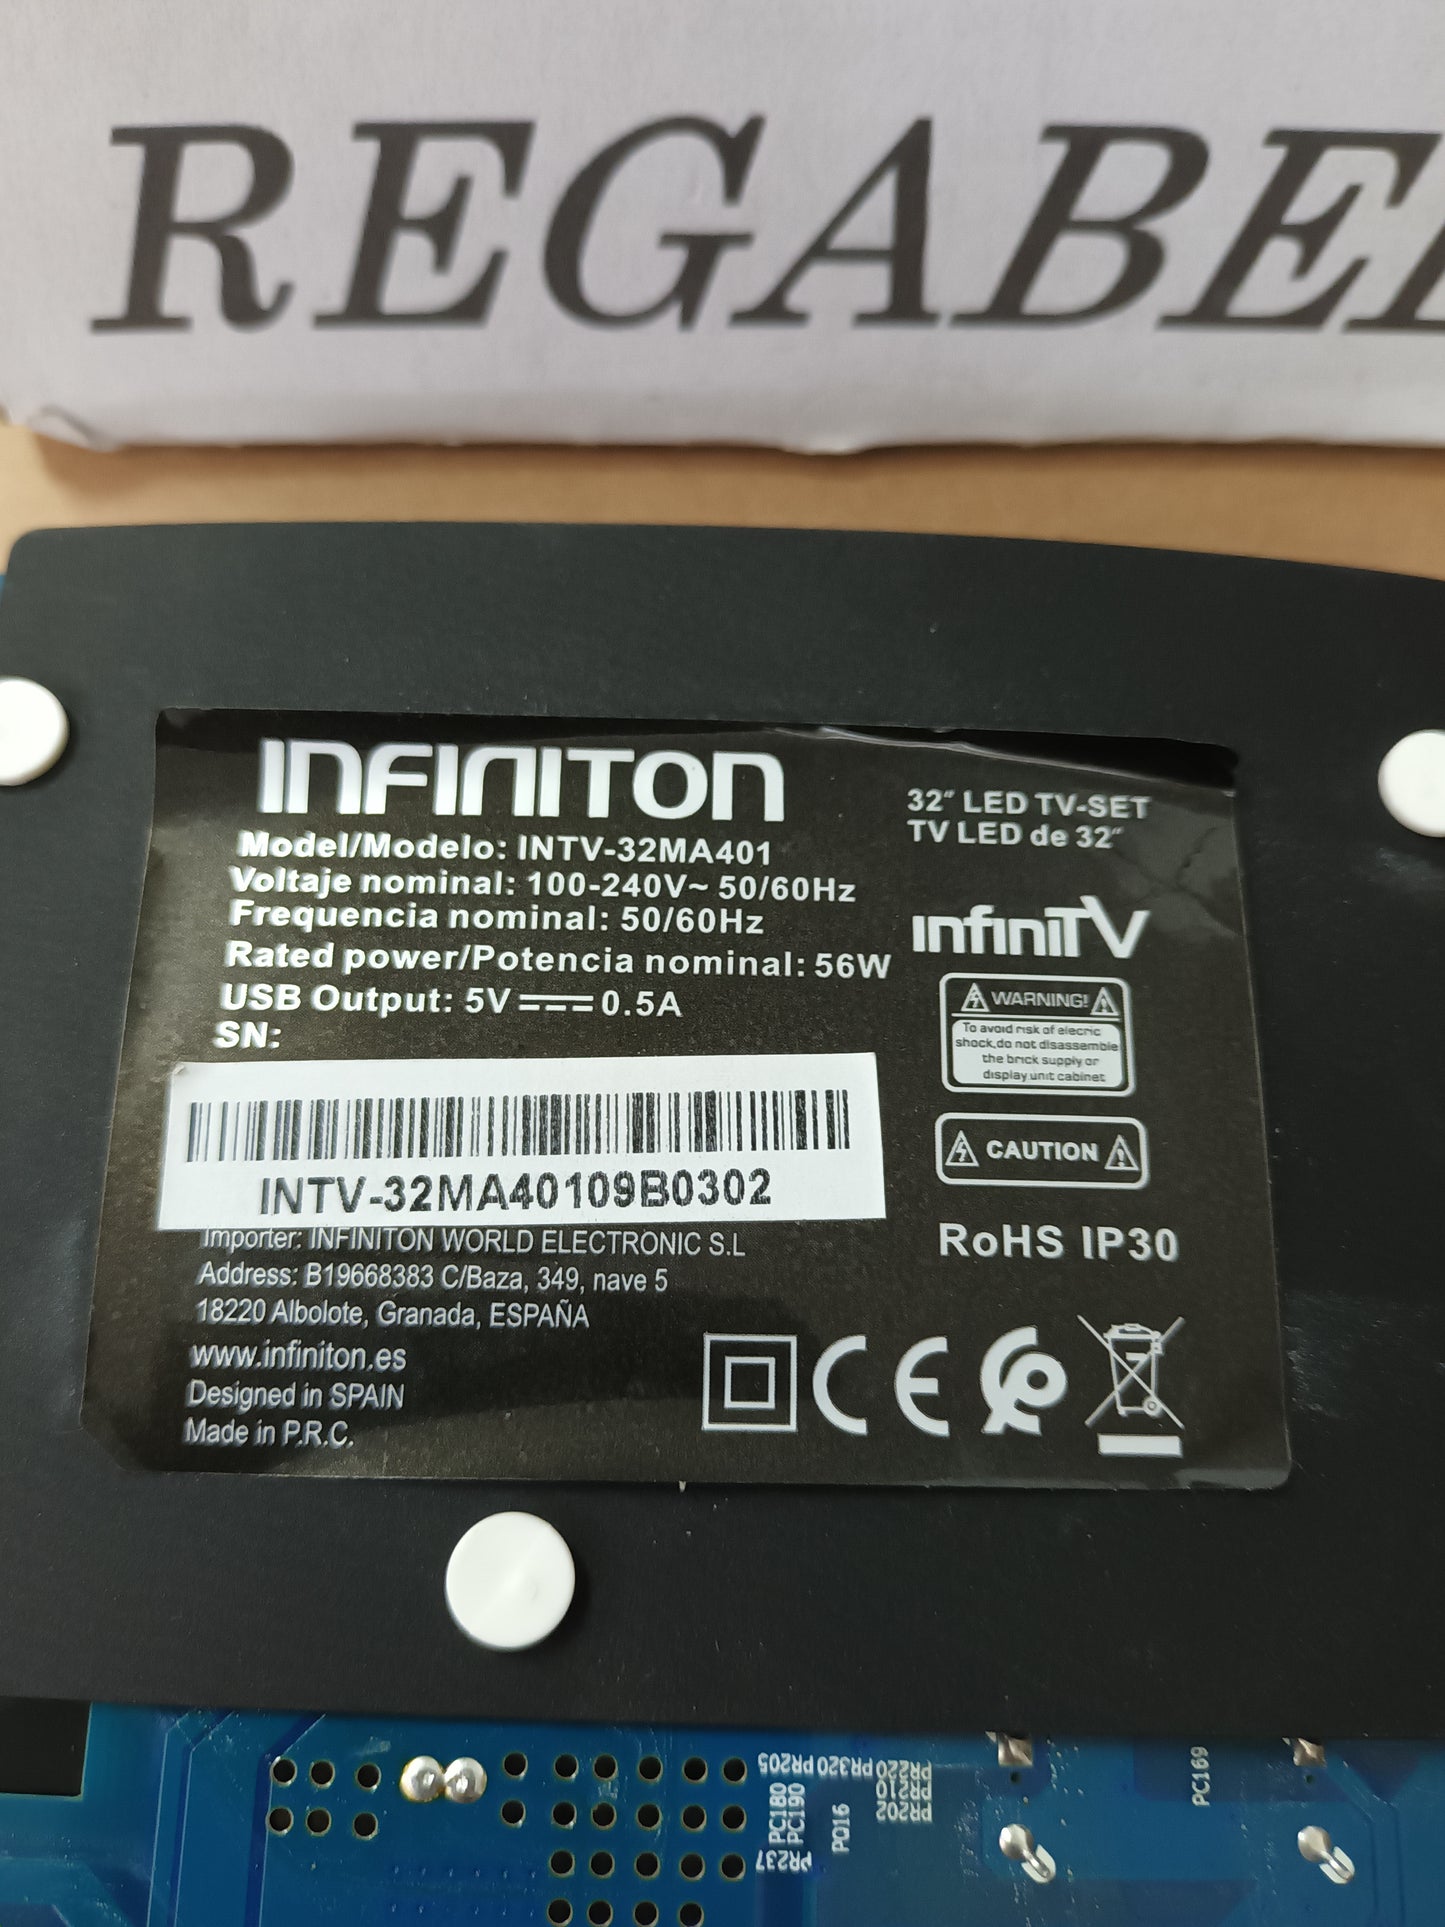 REGABEL
INFINITON
Model/Modelo: INTV-32MA401
Voltaje nominal: 100-240V~ 50/60Hz
Frequencia nominal: 50/60Hz
Rated power/Potencia nominal: 56W
USB Output: 5V 0.5A
SN:
INTV-32MA40109B0302
Importer: INFINITON WORLD ELECTRONIC S.L
Address: B19668383 C/Baza, 349, nave 5
18220 Albolote, Granada, ESPAÑA
www.infiniton.es
Designed in SPAIN
Made in P.R.C.
32" LED TV-SET
TV LED de 32"
infiniTV
WARNING!
To avoid risk of elecric
shock,do not disassemble
the brick supply or
display unit cabinet
CAUTION
RoHS IP30
CE
PR205
PR320
PR220
PR210
PR202
PC180
PC190
PQ16
PR237
PC169